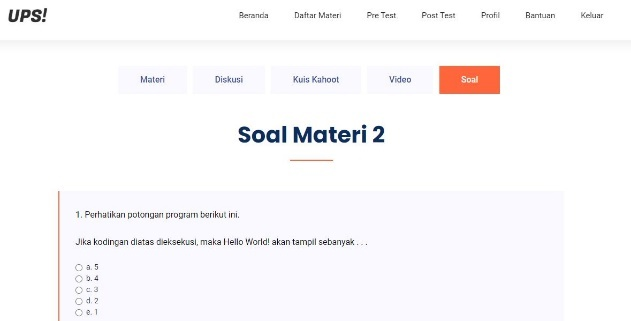 UPS!
Beranda Daftar Materi Pre Test Post Test Profil Bantuan Keluar
Materi Diskusi Kuis Kahoot Video Soal
Soal Materi 2
1. Perhatikan potongan program berikut ini.
Jika kodingan diatas dieksekusi, maka Hello World! akan tampil sebanyak . . .
a. 5
b. 4
c. 3
d. 2
e. 1